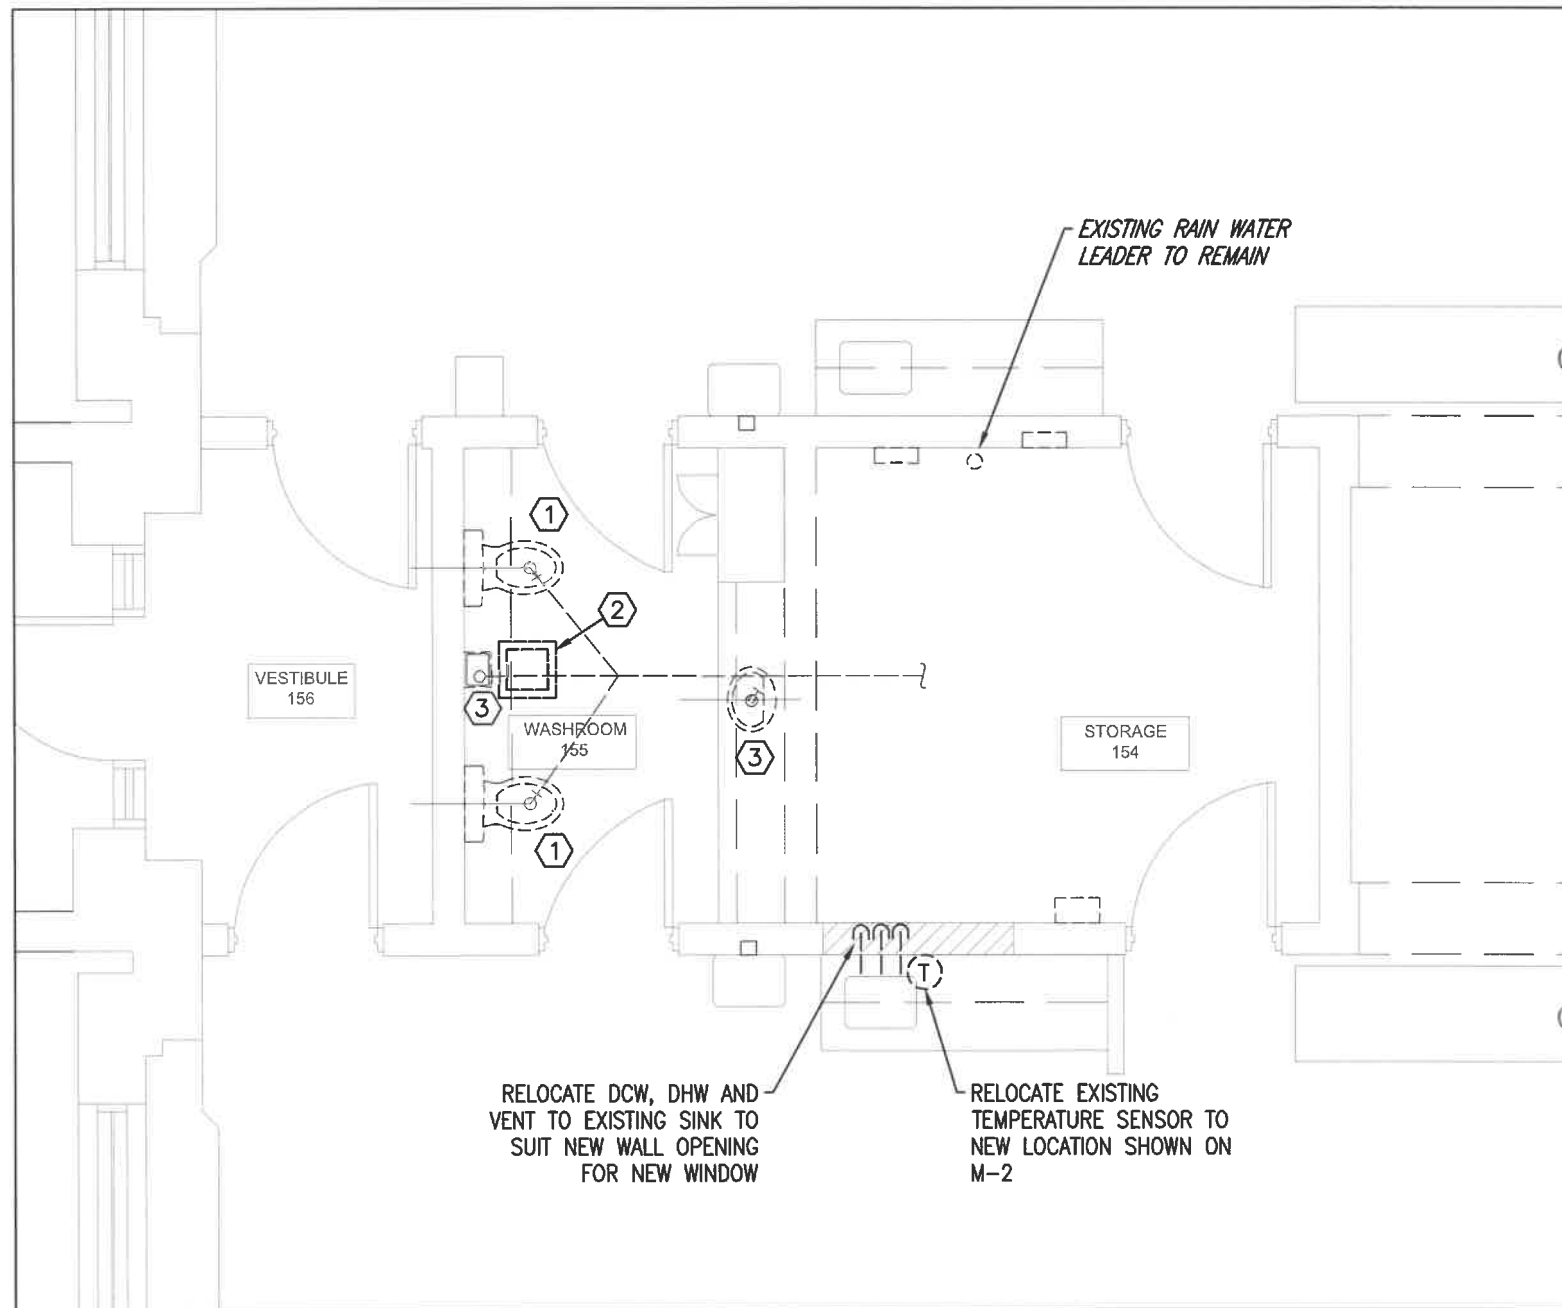 EXISTING RAIN WATER
LEADER TO REMAIN
1
2
VESTIBULE
156
3
WASHROOM
155
3
STORAGE
154
1
T
RELOCATE DCW, DHW AND
VENT TO EXISTING SINK TO
SUIT NEW WALL OPENING
FOR NEW WINDOW
RELOCATE EXISTING
TEMPERATURE SENSOR TO
NEW LOCATION SHOWN ON
M-2